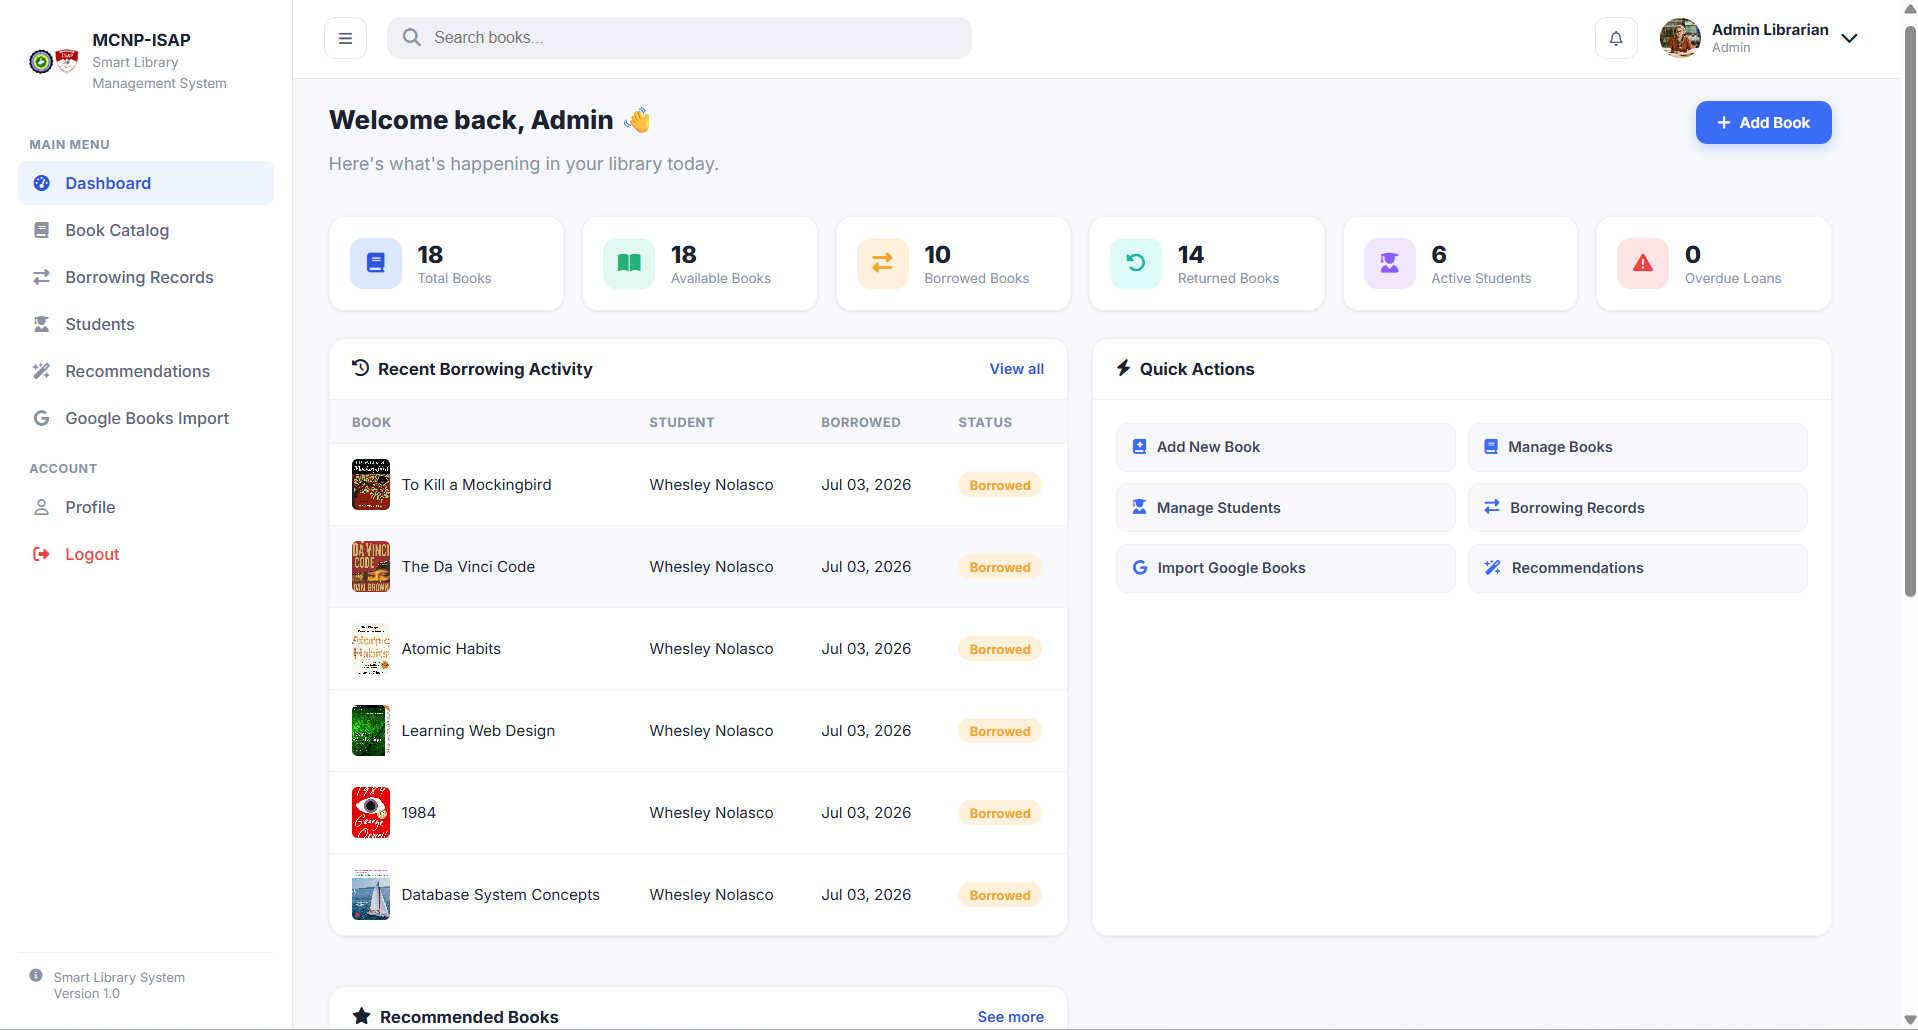 MCNP-ISAP
Smart Library
Management System
MAIN MENU
Dashboard
Book Catalog
Borrowing Records
Students
Recommendations
Google Books Import
ACCOUNT
Profile
Logout
Smart Library System
Version 1.0
Search books...
Admin Librarian
Admin
Welcome back, Admin 👋
Here's what's happening in your library today.
Add Book
18
Total Books
18
Available Books
10
Borrowed Books
14
Returned Books
6
Active Students
0
Overdue Loans
Recent Borrowing Activity
View all
BOOK STUDENT BORROWED STATUS
To Kill a Mockingbird Whesley Nolasco Jul 03, 2026 Borrowed
The Da Vinci Code Whesley Nolasco Jul 03, 2026 Borrowed
Atomic Habits Whesley Nolasco Jul 03, 2026 Borrowed
Learning Web Design Whesley Nolasco Jul 03, 2026 Borrowed
1984 Whesley Nolasco Jul 03, 2026 Borrowed
Database System Concepts Whesley Nolasco Jul 03, 2026 Borrowed
Quick Actions
Add New Book
Manage Books
Manage Students
Borrowing Records
Import Google Books
Recommendations
Recommended Books
See more